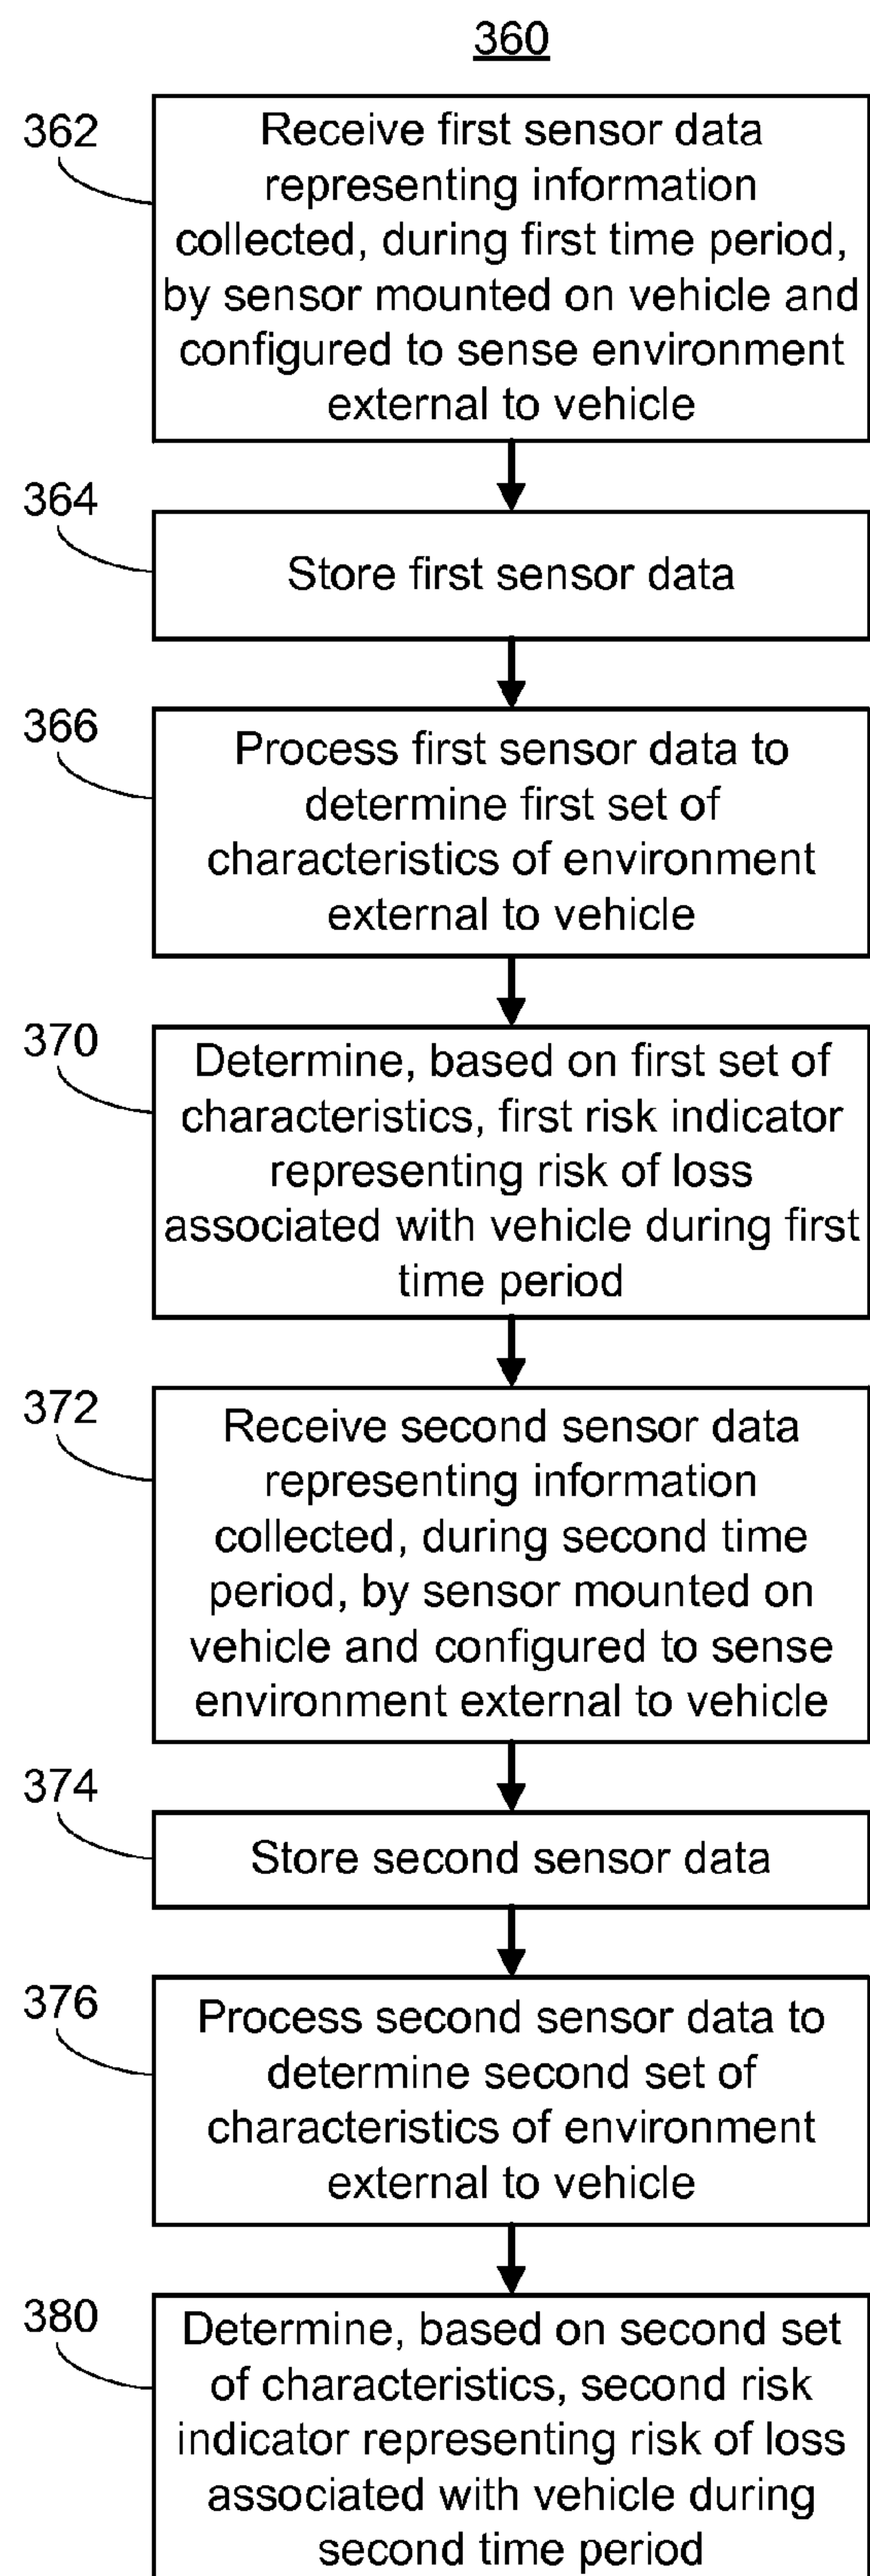 360
362
Receive first sensor data
representing information
collected, during first time period,
by sensor mounted on vehicle and
configured to sense environment
external to vehicle
364
Store first sensor data
366
Process first sensor data to
determine first set of
characteristics of environment
external to vehicle
370
Determine, based on first set of
characteristics, first risk indicator
representing risk of loss
associated with vehicle during first
time period
372
Receive second sensor data
representing information
collected, during second time
period, by sensor mounted on
vehicle and configured to sense
environment external to vehicle
374
Store second sensor data
376
Process second sensor data to
determine second set of
characteristics of environment
external to vehicle
380
Determine, based on second set
of characteristics, second risk
indicator representing risk of loss
associated with vehicle during
second time period